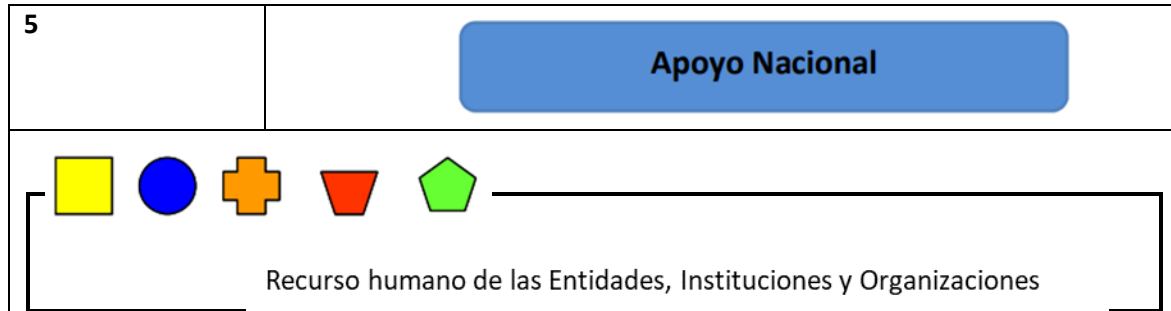 5
Apoyo Nacional
Recurso humano de las Entidades, Instituciones y Organizaciones